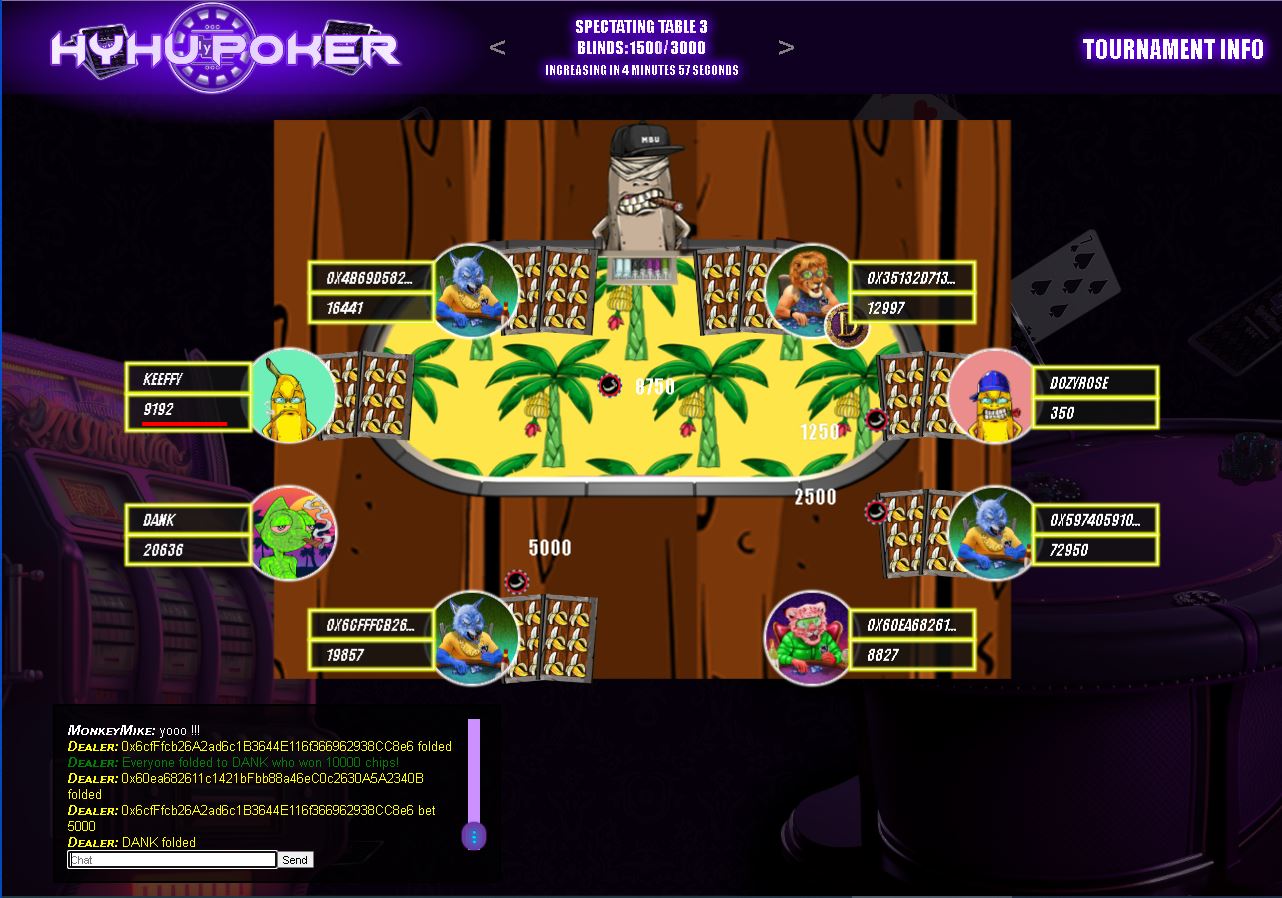 HYHU POKER
ly
<
SPECTATING TABLE 3
BLINDS:1500/3000
INCREASING IN 4 MINUTES 57 SECONDS
>
TOURNAMENT INFO
MBU
0X4B69D582...
16441
0X35132D713...
12997
D
KEEFFY
9192
8750
DOZYROSE
350
1250
DANK
20636
2500
0X597405910...
72950
5000
0X6CFFFCB26...
19857
0X60EA68261...
8827
MonkeyMike: yooo !!!
Dealer: 0x6cfFfcb26A2ad6c1B3644E116f366962938CC8e6 folded
Dealer: Everyone folded to DANK who won 10000 chips!
Dealer: 0x60ea682611c1421bFbb88a46eC0c2630A5A2340B
folded
Dealer: 0x6cfFfcb26A2ad6c1B3644E116f366962938CC8e6 bet
5000
Dealer: DANK folded
Chat
Send